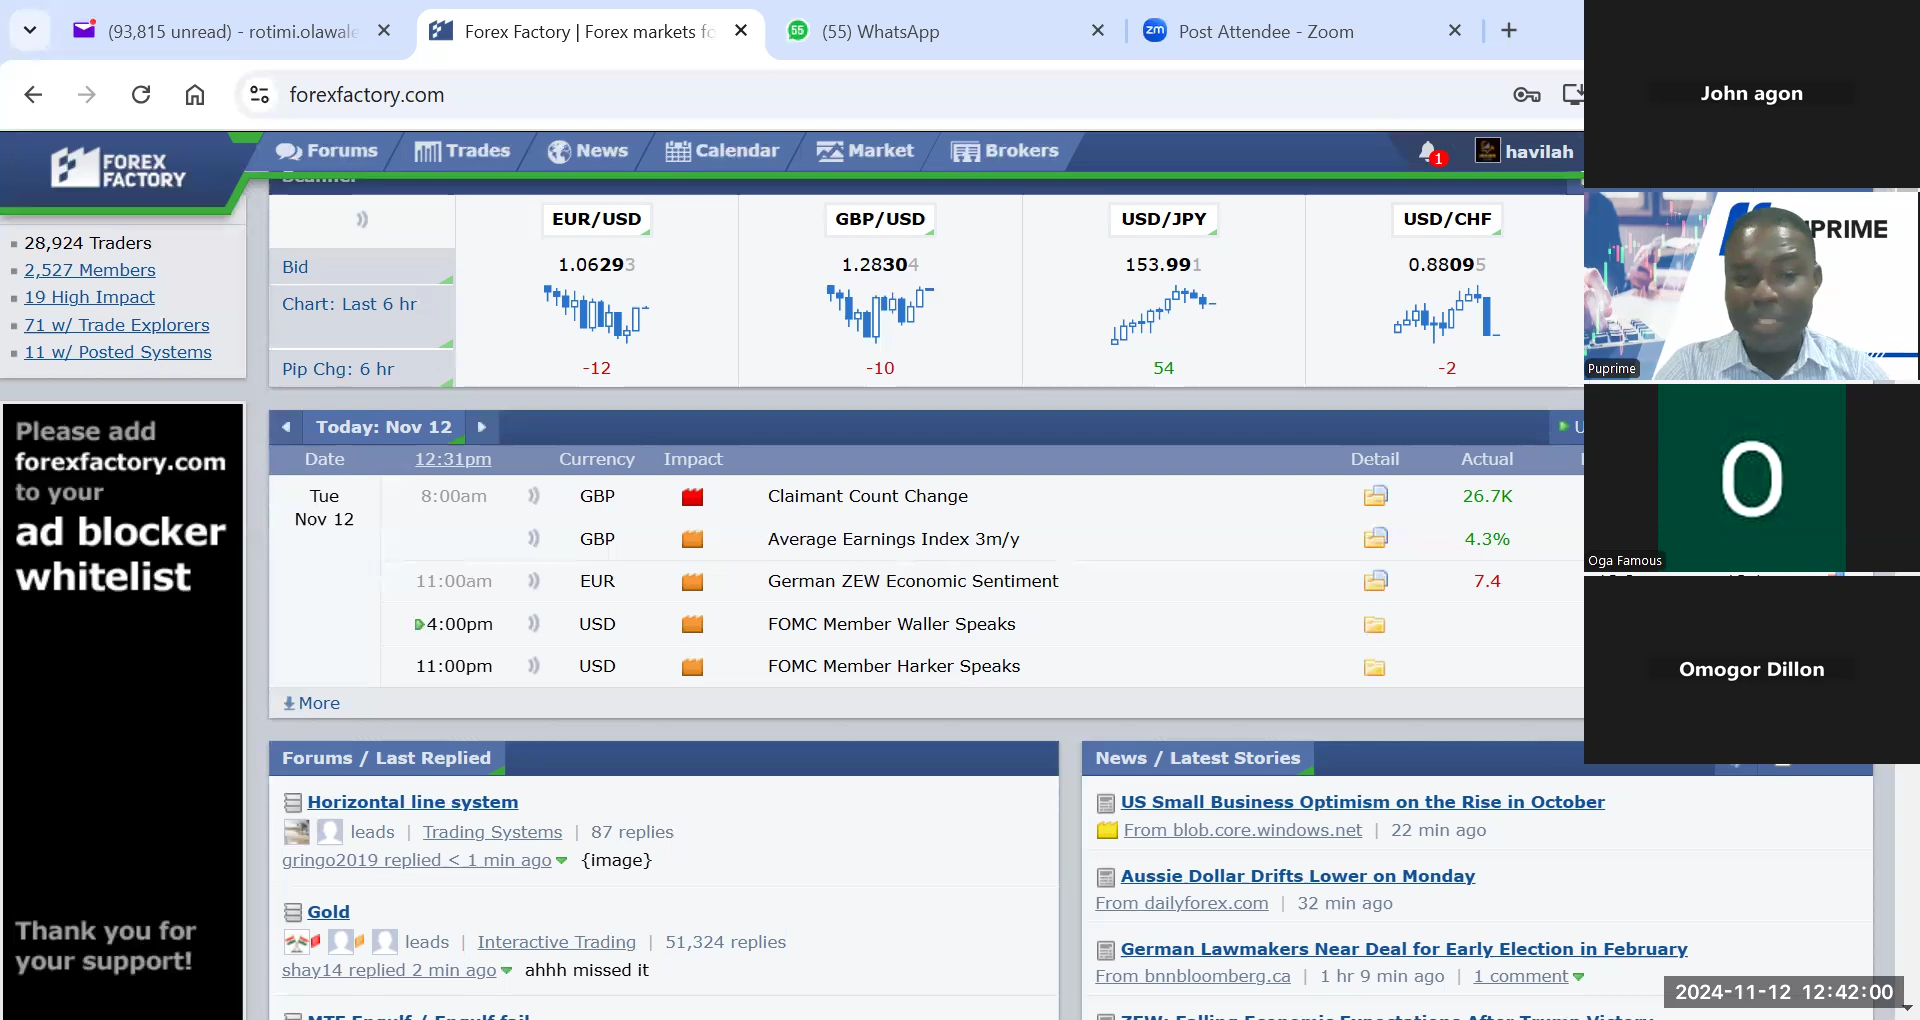 (93,815 unread) - rotimi.olawale
Forex Factory | Forex markets fo
55
(55) WhatsApp
zm
Post Attendee - Zoom
forexfactory.com
FOREX
FACTORY
Forums
Trades
News
Calendar
Market
Brokers
1
havilah
Scanner
28,924 Traders
2,527 Members
19 High Impact
71 w/ Trade Explorers
11 w/ Posted Systems
EUR/USD
GBP/USD
USD/JPY
USD/CHF
Bid
1.06293
1.28304
153.991
0.88095
Chart: Last 6 hr
Pip Chg: 6 hr
-12
-10
54
-2
Please add
forexfactory.com
to your
ad blocker
whitelist
Thank you for
your support!
Today: Nov 12
U
Date
12:31pm
Currency
Impact
Detail
Actual
Tue
Nov 12
8:00am
GBP
Claimant Count Change
26.7K
GBP
Average Earnings Index 3m/y
4.3%
11:00am
EUR
German ZEW Economic Sentiment
7.4
4:00pm
USD
FOMC Member Waller Speaks
11:00pm
USD
FOMC Member Harker Speaks
More
Forums / Last Replied
Horizontal line system
leads | Trading Systems | 87 replies
gringo2019 replied < 1 min ago {image}
Gold
leads | Interactive Trading | 51,324 replies
shay14 replied 2 min ago ahhh missed it
News / Latest Stories
US Small Business Optimism on the Rise in October
From blob.core.windows.net | 22 min ago
Aussie Dollar Drifts Lower on Monday
From dailyforex.com | 32 min ago
German Lawmakers Near Deal for Early Election in February
From bnnbloomberg.ca | 1 hr 9 min ago | 1 comment
John agon
PRIME
Puprime
O
Oga Famous
Omogor Dillon
2024-11-12 12:42:00